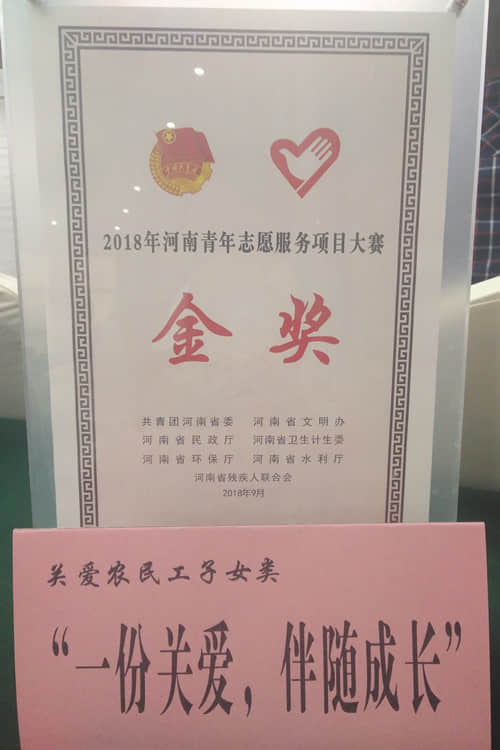 2018年河南青年志愿服务项目大赛
金奖
共青团河南省委 河南省文明办
河南省民政厅 河南省卫生计生委
河南省环保厅 河南省水利厅
河南省残疾人联合会
2018年9月
关爱农民工子女类
“一份关爱，伴随成长”